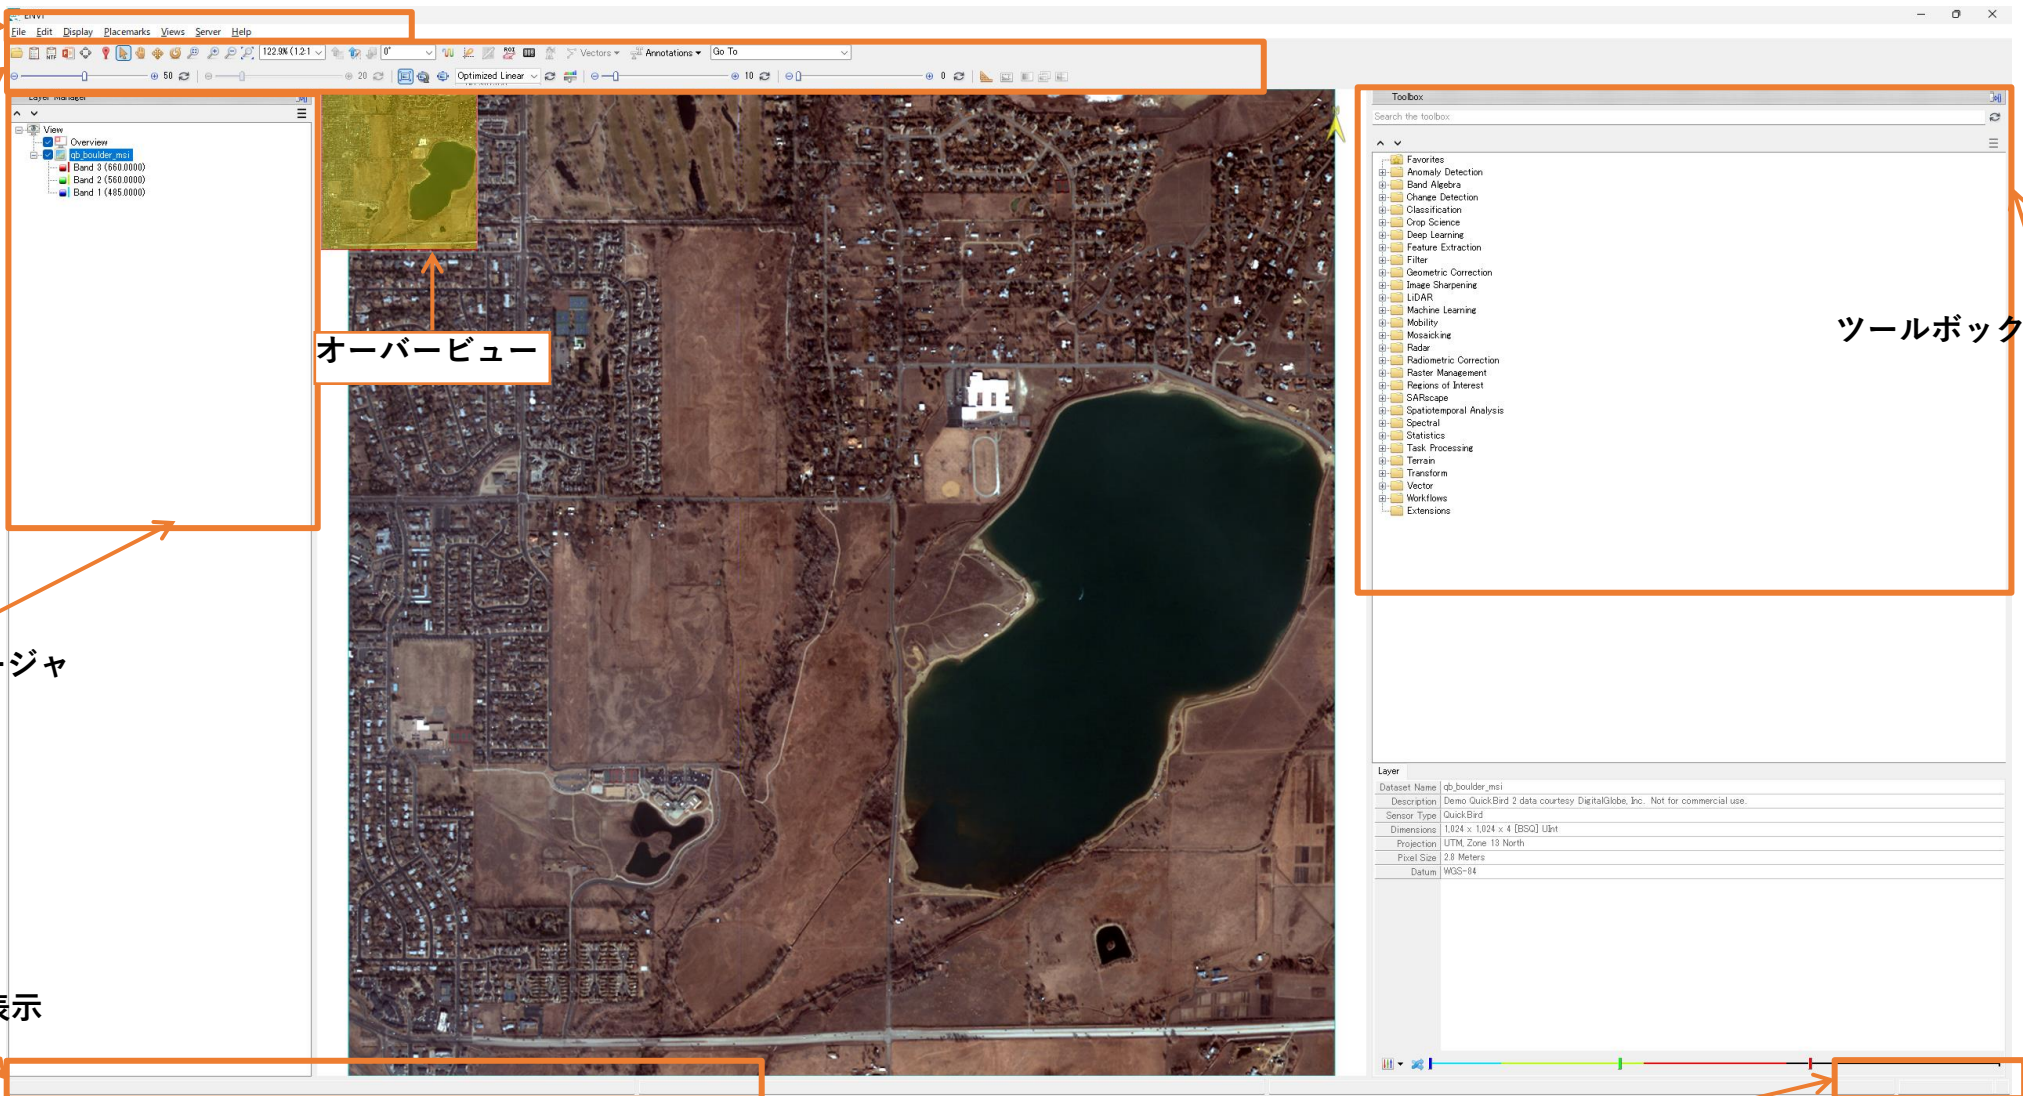 ENVI
File Edit Display Placemarks Views Server Help
122.9% (1.2:1 0° Vectors Annotations Go To
50 20 Optimized Linear 10 0
Layer Manager
View
Overview
qb_boulder_msi
Band 3 (660.0000)
Band 2 (560.0000)
Band 1 (485.0000)
オーバービュー
ージャ
表示
Toolbox
Search the toolbox
Favorites
Anomaly Detection
Band Algebra
Change Detection
Classification
Crop Science
Deep Learning
Feature Extraction
Filter
Geometric Correction
Image Sharpening
LiDAR
Machine Learning
Mobility
Mosaicking
Radar
Radiometric Correction
Raster Management
Regions of Interest
SARscape
Spatiotemporal Analysis
Spectral
Statistics
Task Processing
Terrain
Transform
Vector
Workflows
Extensions
ツールボック
Layer
Dataset Name qb_boulder_msi
Description Demo QuickBird 2 data courtesy DigitalGlobe, Inc. Not for commercial use.
Sensor Type QuickBird
Dimensions 1,024 x 1,024 x 4 [BSQ] UInt
Projection UTM, Zone 13 North
Pixel Size 2.8 Meters
Datum WGS-84